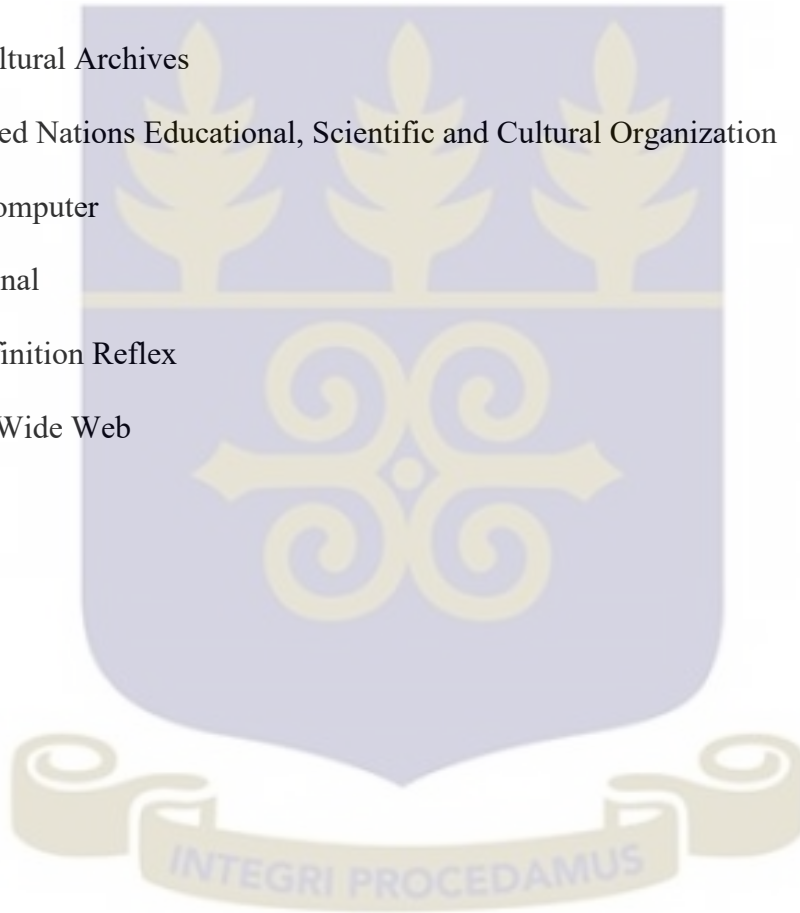 ltural Archives
ed Nations Educational, Scientific and Cultural Organization
omputer
nal
finition Reflex
Wide Web
INTEGRI PROCEDAMUS